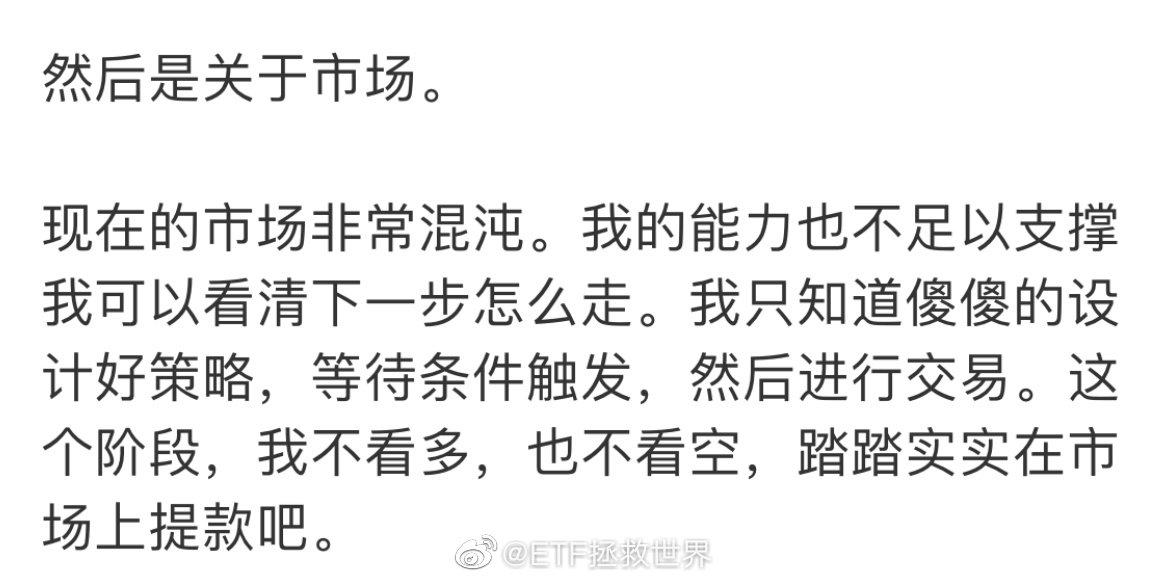 然后是关于市场。
现在的市场非常混沌。我的能力也不足以支撑
我可以看清下一步怎么走。我只知道傻傻的设
计好策略，等待条件触发，然后进行交易。这
个阶段，我不看多，也不看空，踏踏实实在市
场上提款吧。
@ETF拯救世界